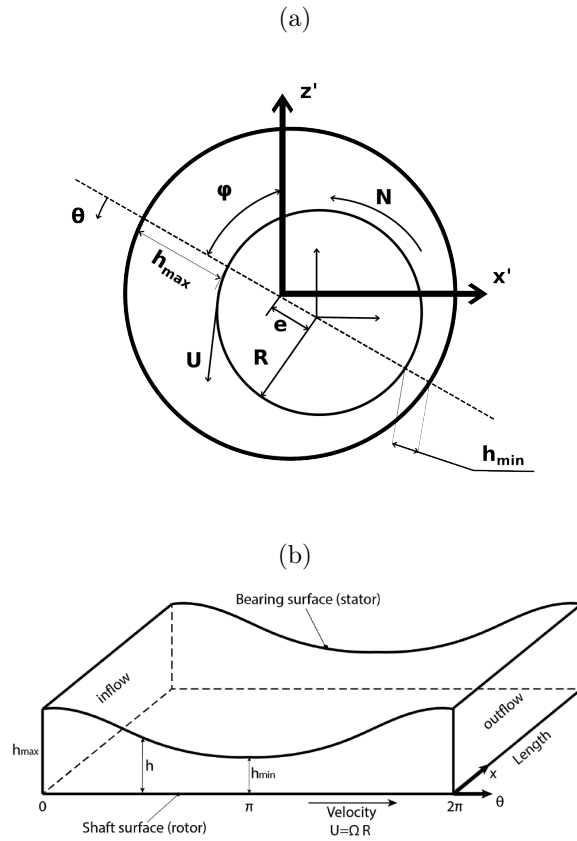 (a)
z'
φ
N
θ
h_max
x'
e
U
R
h_min
(b)
Bearing surface (stator)
inflow
outflow
h_max
h
h_min
Length
x
0
π
2π
θ
Velocity
U=Ω R
Shaft surface (rotor)